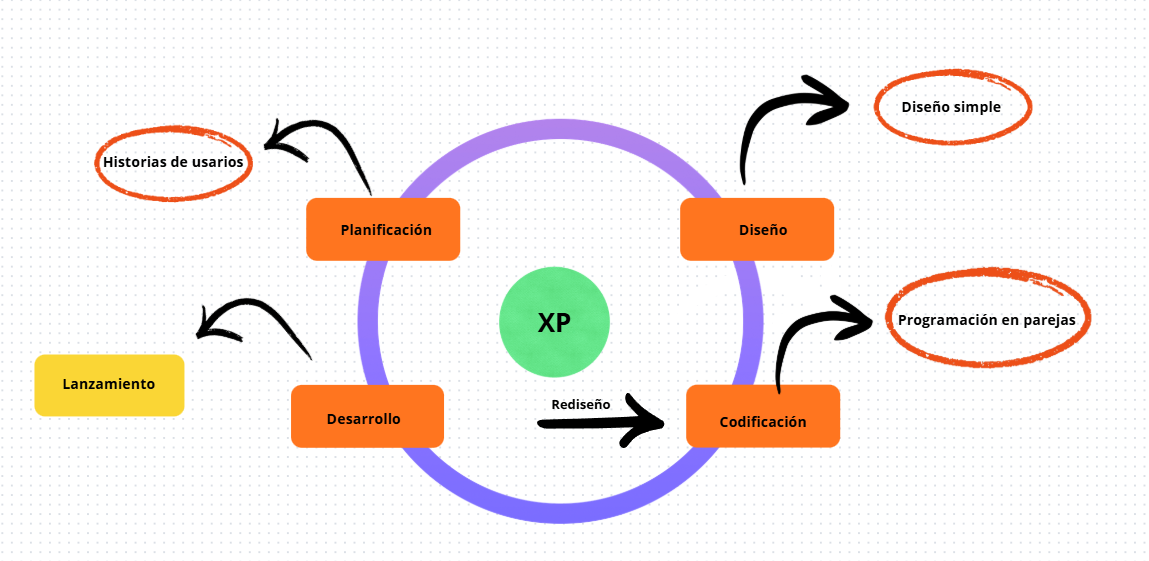 Diseño simple
Historias de usarios
Planificación
Diseño
XP
Programación en parejas
Lanzamiento
Rediseño
Desarrollo
Codificación